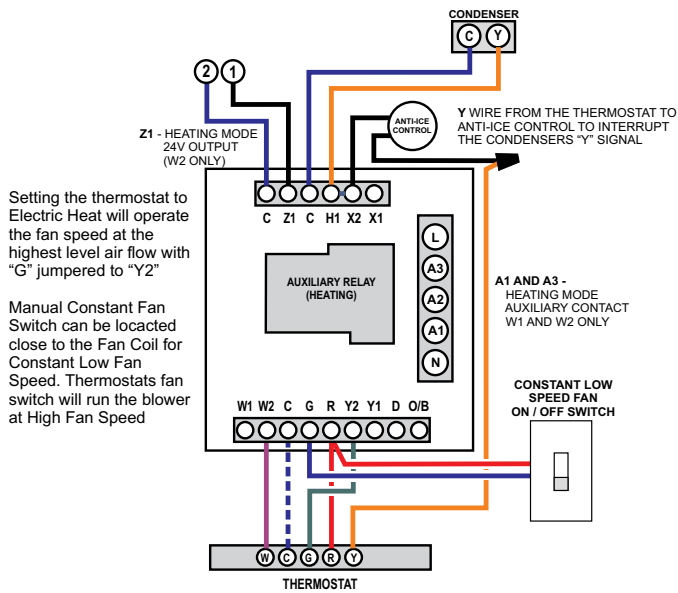 CONDENSER
C Y
2 1
ANTI-ICE
CONTROL
Y WIRE FROM THE THERMOSTAT TO
ANTI-ICE CONTROL TO INTERRUPT
THE CONDENSERS “Y” SIGNAL
Z1 - HEATING MODE
24V OUTPUT
(W2 ONLY)
Setting the thermostat to
Electric Heat will operate
the fan speed at the
highest level air flow with
“G” jumpered to “Y2”
Manual Constant Fan
Switch can be locacted
close to the Fan Coil for
Constant Low Fan
Speed. Thermostats fan
switch will run the blower
at High Fan Speed
C Z1 C H1 X2 X1
AUXILIARY RELAY
(HEATING)
L
A3
A2
A1
N
A1 AND A3 -
HEATING MODE
AUXILIARY CONTACT
W1 AND W2 ONLY
CONSTANT LOW
SPEED FAN
ON / OFF SWITCH
W1 W2 C G R Y2 Y1 D O/B
W C G R Y
THERMOSTAT